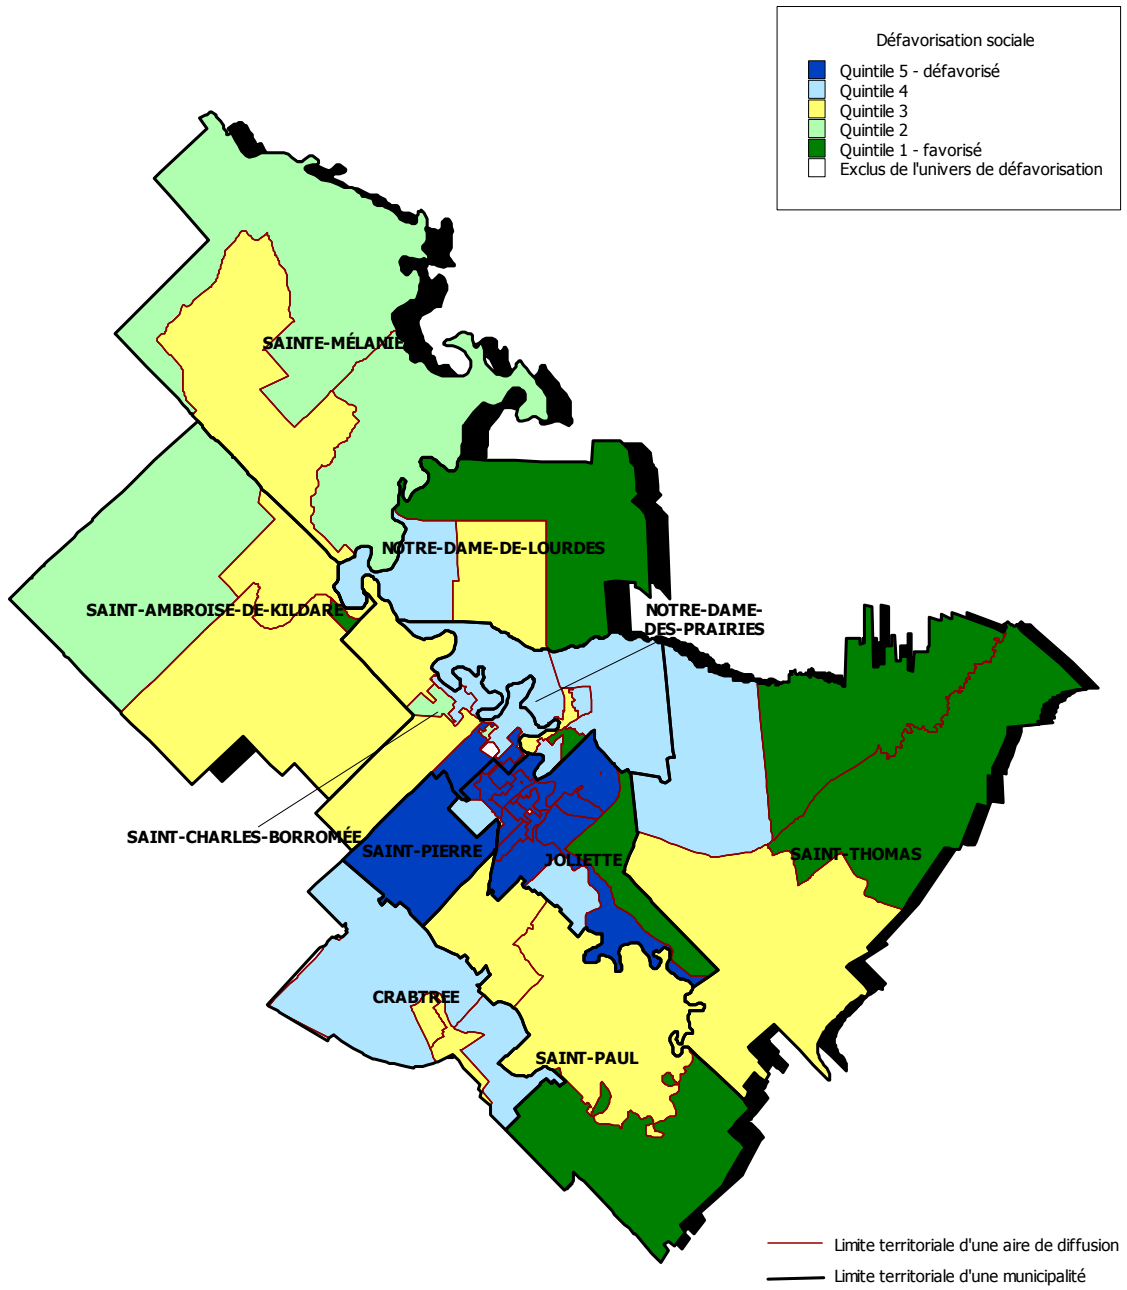 Défavorisation sociale
Quintile 5 - défavorisé
Quintile 4
Quintile 3
Quintile 2
Quintile 1 - favorisé
Exclus de l'univers de défavorisation
SAINTE-MÉLANIE
NOTRE-DAME-DE-LOURDES
SAINT-AMBROISE-DE-KILDARE
NOTRE-DAME-
DES-PRAIRIES
SAINT-CHARLES-BORROMÉE
SAINT-PIERRE
JOLIETTE
SAINT-THOMAS
CRABTREE
SAINT-PAUL
Limite territoriale d'une aire de diffusion
Limite territoriale d'une municipalité